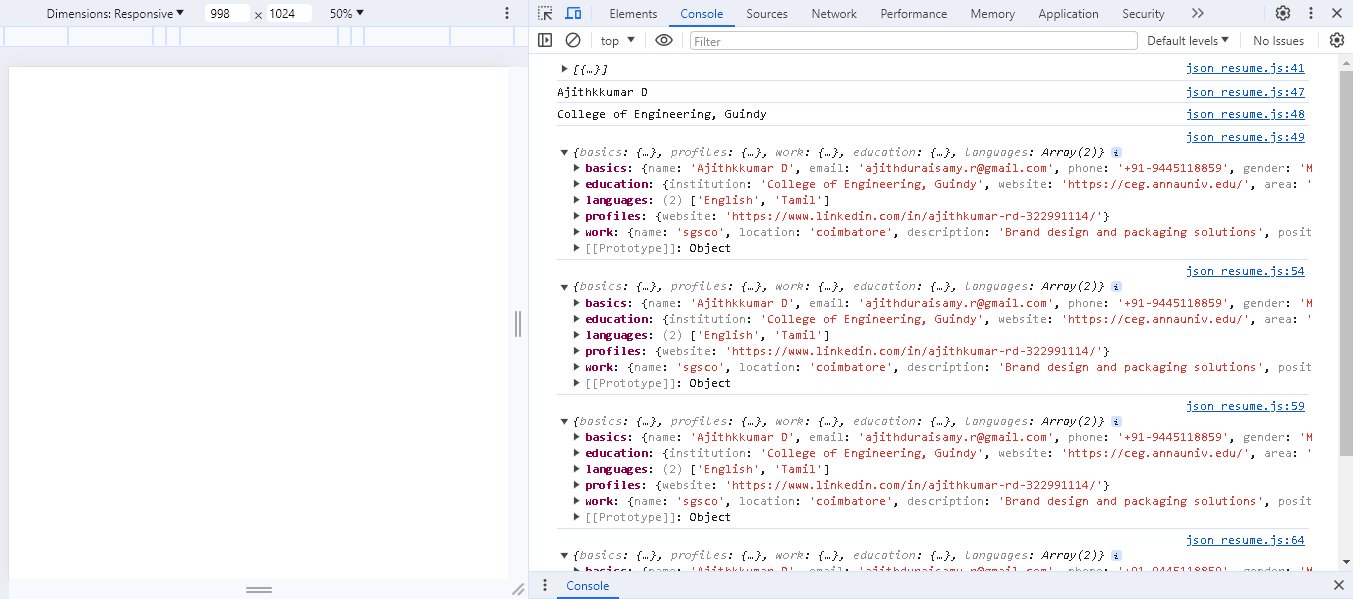 Dimensions: Responsive ▼ 998 × 1024 50% ▼
Elements Console Sources Network Performance Memory Application Security
top ▼ Filter Default levels ▼ No Issues
▶ [{…}] json resume.js:41
Ajithkkumar D json resume.js:47
College of Engineering, Guindy json resume.js:48
json resume.js:49
▼ {basics: {…}, profiles: {…}, work: {…}, education: {…}, languages: Array(2)} i
▶ basics: {name: 'Ajithkkumar D', email: 'ajithduraisamy.r@gmail.com', phone: '+91-9445118859', gender: 'M
▶ education: {institution: 'College of Engineering, Guindy', website: 'https://ceg.annauniv.edu/', area: '
▶ languages: (2) ['English', 'Tamil']
▶ profiles: {website: 'https://www.linkedin.com/in/ajithkumar-rd-322991114/'}
▶ work: {name: 'sgsco', location: 'coimbatore', description: 'Brand design and packaging solutions', posit
▶ [[Prototype]]: Object
json resume.js:54
▼ {basics: {…}, profiles: {…}, work: {…}, education: {…}, languages: Array(2)} i
▶ basics: {name: 'Ajithkkumar D', email: 'ajithduraisamy.r@gmail.com', phone: '+91-9445118859', gender: 'M
▶ education: {institution: 'College of Engineering, Guindy', website: 'https://ceg.annauniv.edu/', area: '
▶ languages: (2) ['English', 'Tamil']
▶ profiles: {website: 'https://www.linkedin.com/in/ajithkumar-rd-322991114/'}
▶ work: {name: 'sgsco', location: 'coimbatore', description: 'Brand design and packaging solutions', posit
▶ [[Prototype]]: Object
json resume.js:59
▼ {basics: {…}, profiles: {…}, work: {…}, education: {…}, languages: Array(2)} i
▶ basics: {name: 'Ajithkkumar D', email: 'ajithduraisamy.r@gmail.com', phone: '+91-9445118859', gender: 'M
▶ education: {institution: 'College of Engineering, Guindy', website: 'https://ceg.annauniv.edu/', area: '
▶ languages: (2) ['English', 'Tamil']
▶ profiles: {website: 'https://www.linkedin.com/in/ajithkumar-rd-322991114/'}
▶ work: {name: 'sgsco', location: 'coimbatore', description: 'Brand design and packaging solutions', posit
▶ [[Prototype]]: Object
json resume.js:64
▼ {basics: {…}, profiles: {…}, work: {…}, education: {…}, languages: Array(2)} i
▶ basics: {name: 'Ajithkkumar D', email: 'ajithduraisamy.r@gmail.com', phone: '+91-9445118859', gender: 'M
Console